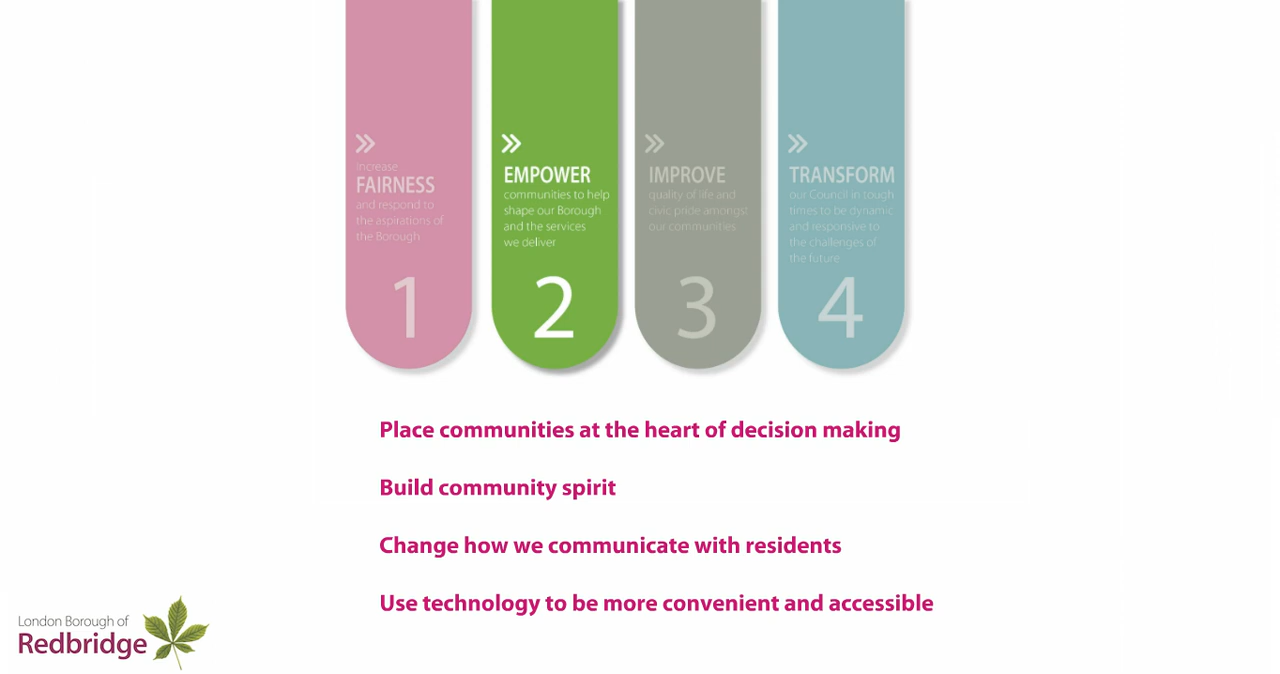 increase
FAIRNESS
and respond to
the aspirations of
the Borough
1
EMPOWER
communities to help
shape our Borough
and the services
we deliver
2
IMPROVE
quality of life and
civic pride amongst
our communities
3
TRANSFORM
our Council in tough
times to be dynamic
and responsive to
the challenges of
the future
4
Place communities at the heart of decision making
Build community spirit
Change how we communicate with residents
Use technology to be more convenient and accessible
London Borough of
Redbridge